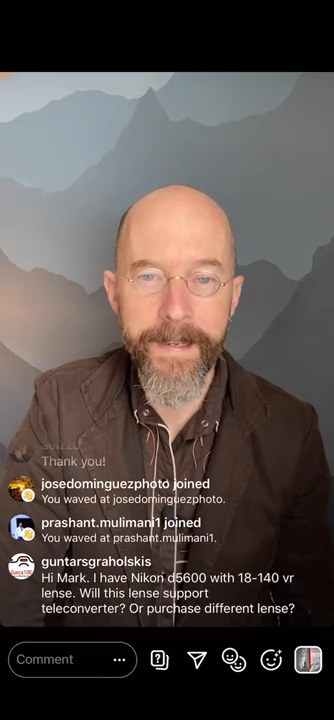 Thank you!
josedominguezphoto joined
You waved at josedominguezphoto.
prashant.mulimani1 joined
You waved at prashant.mulimani1.
guntarsgraholskis
Hi Mark. I have Nikon d5600 with 18-140 vr
lense. Will this lense support
teleconverter? Or purchase different lense?
Comment